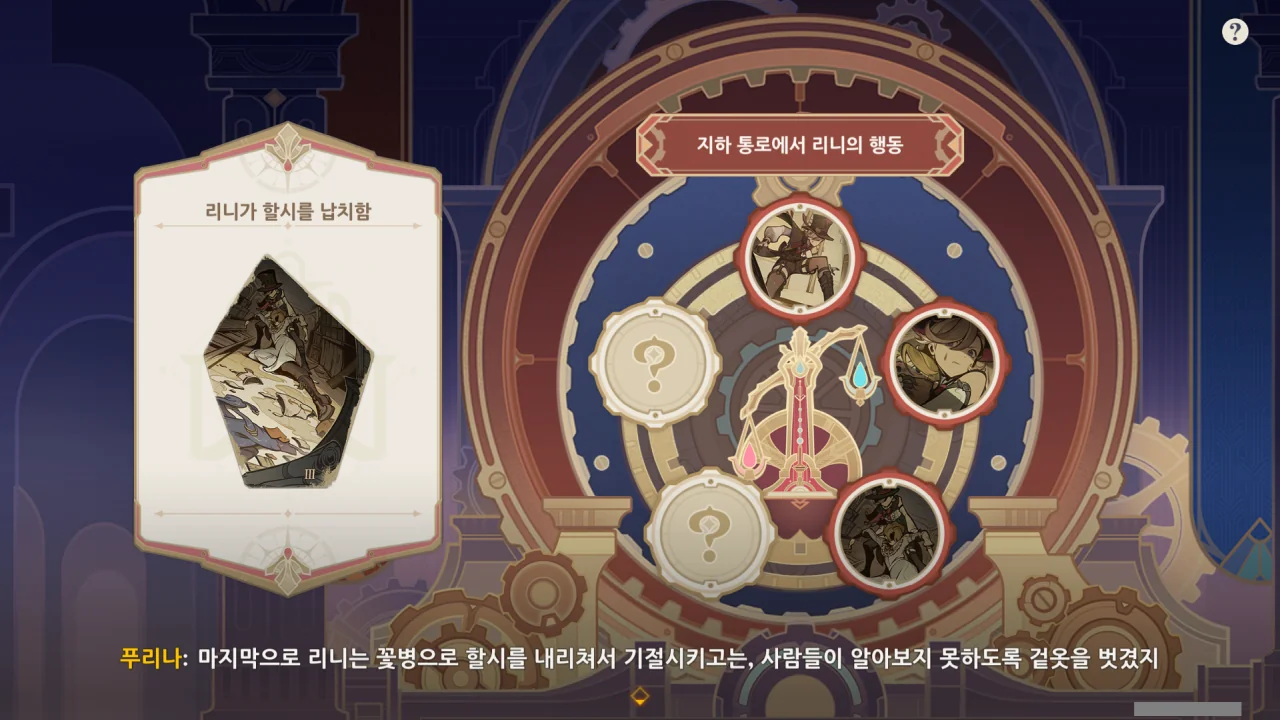 지하 통로에서 리니의 행동
리니가 할시를 납치함
III
푸리나: 마지막으로 리니는 꽃병으로 할시를 내리쳐서 기절시키고는, 사람들이 알아보지 못하도록 겉옷을 벗겼지